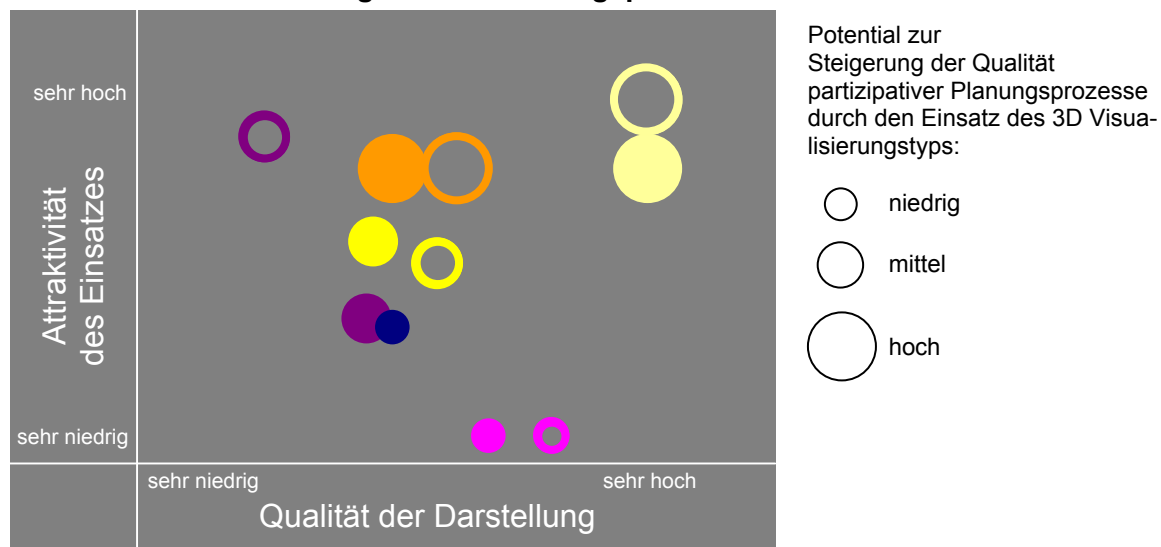 sehr hoch
Attraktivität
des Einsatzes
sehr niedrig
sehr niedrig
sehr hoch
Qualität der Darstellung
Potential zur
Steigerung der Qualität
partizipativer Planungsprozesse
durch den Einsatz des 3D Visua-
lisierungstyps:
niedrig
mittel
hoch